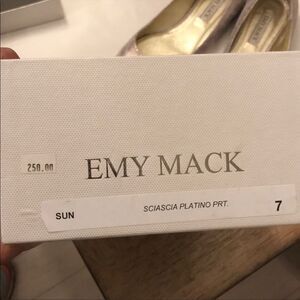 250.00
EMY MACK
SUN
SCIASCIA PLATINO PRT.
7